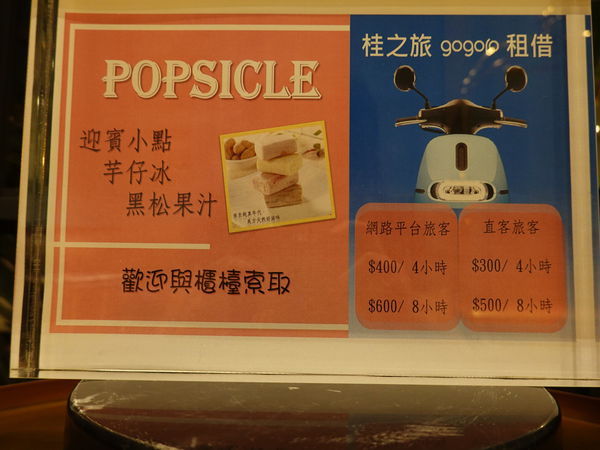 POPSICLE
迎賓小點
芋仔冰
黑松果汁
歡迎與櫃檯索取
桂之旅 gogoro 租借
網路平台旅客
$400/ 4小時
$600/ 8小時
直客旅客
$300/ 4小時
$500/ 8小時